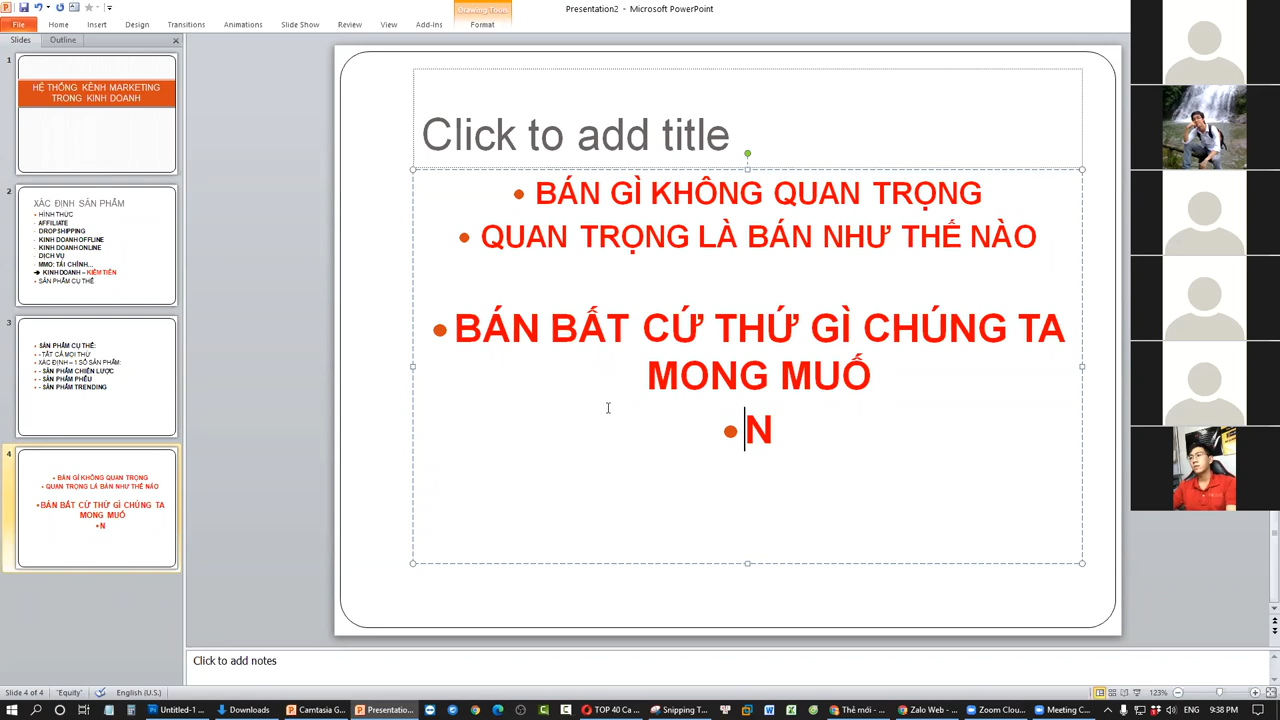 Drawing Tools
Presentation2 - Microsoft PowerPoint
File Home Insert Design Transitions Animations Slide Show Review View Add-Ins Format
Slides Outline
1
HỆ THỐNG KÊNH MARKETING
TRONG KINH DOANH
2
XÁC ĐỊNH SẢN PHẨM
HÌNH THỨC
AFFILIATE
DROPSHIPPING
KINH DOANH OFFLINE
KINH DOANH ONLINE
DỊCH VỤ
MMO: TÀI CHÍNH...
KINH DOANH – KIẾM TIỀN
SẢN PHẨM CỤ THỂ
3
SẢN PHẨM CỤ THỂ:
- TẤT CẢ MỌI THỨ
XÁC ĐỊNH – 1 SỐ SẢN PHẨM:
- SẢN PHẨM CHIẾN LƯỢC
- SẢN PHẨM PHỄU
- SẢN PHẨM TRENDING
4
BÁN GÌ KHÔNG QUAN TRỌNG
QUAN TRỌNG LÀ BÁN NHƯ THẾ NÀO
BÁN BẤT CỨ THỨ GÌ CHÚNG TA
MONG MUỐ
N
Click to add title
BÁN GÌ KHÔNG QUAN TRỌNG
QUAN TRỌNG LÀ BÁN NHƯ THẾ NÀO
BÁN BẤT CỨ THỨ GÌ CHÚNG TA
MONG MUỐ
N
Click to add notes
Slide 4 of 4 "Equity" English (U.S.) 123%
Untitled-1 ... Downloads Camtasia G... Presentatio... TOP 40 Ca ... Snipping T... Thẻ mới - ... Zalo Web - ... Zoom Clou... Meeting C... 9:38 PM